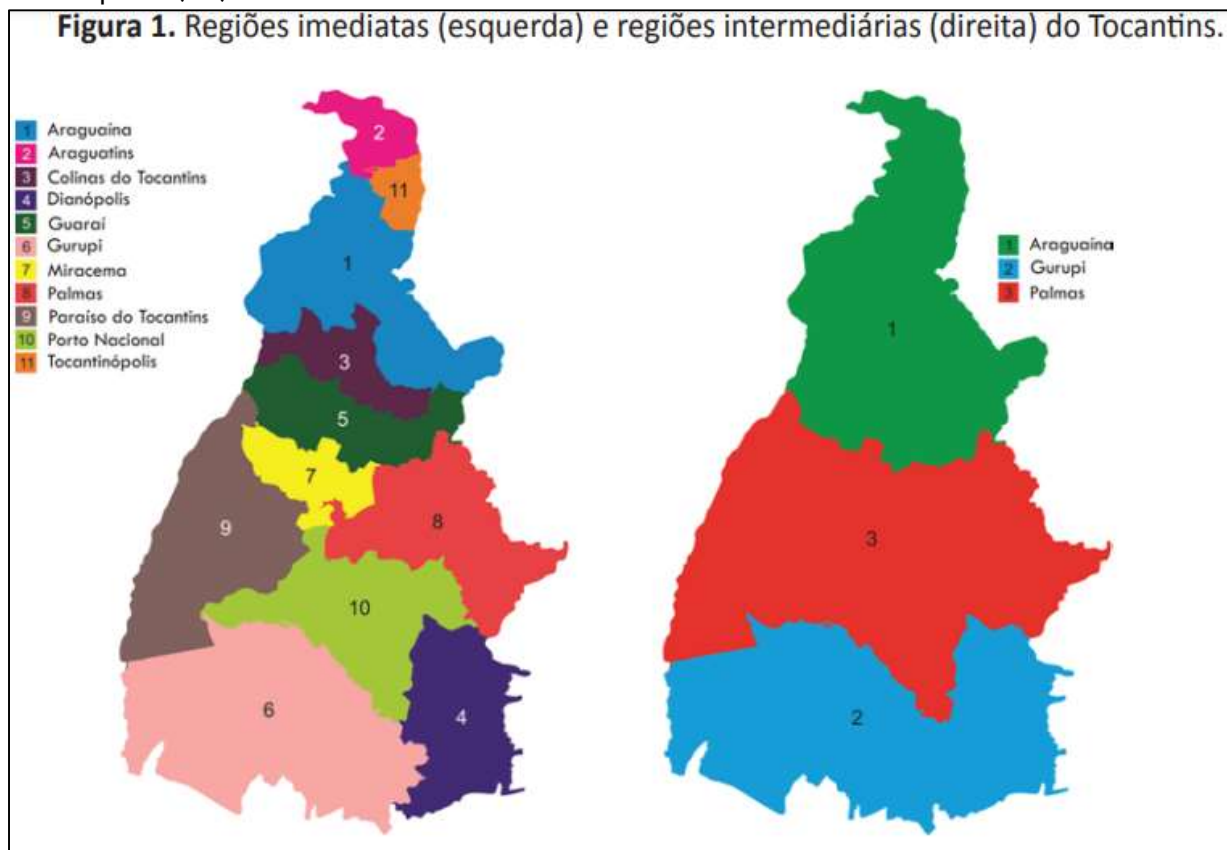 Figura 1. Regiões imediatas (esquerda) e regiões intermediárias (direita) do Tocantins.
1 Araguaína
2 Araguatins
3 Colinas do Tocantins
4 Dianópolis
5 Guaraí
6 Gurupi
7 Miracema
8 Palmas
9 Paraíso do Tocantins
10 Porto Nacional
11 Tocantinópolis
2
11
1
3
5
7
9
8
10
6
4
1 Araguaína
2 Gurupi
3 Palmas
1
3
2